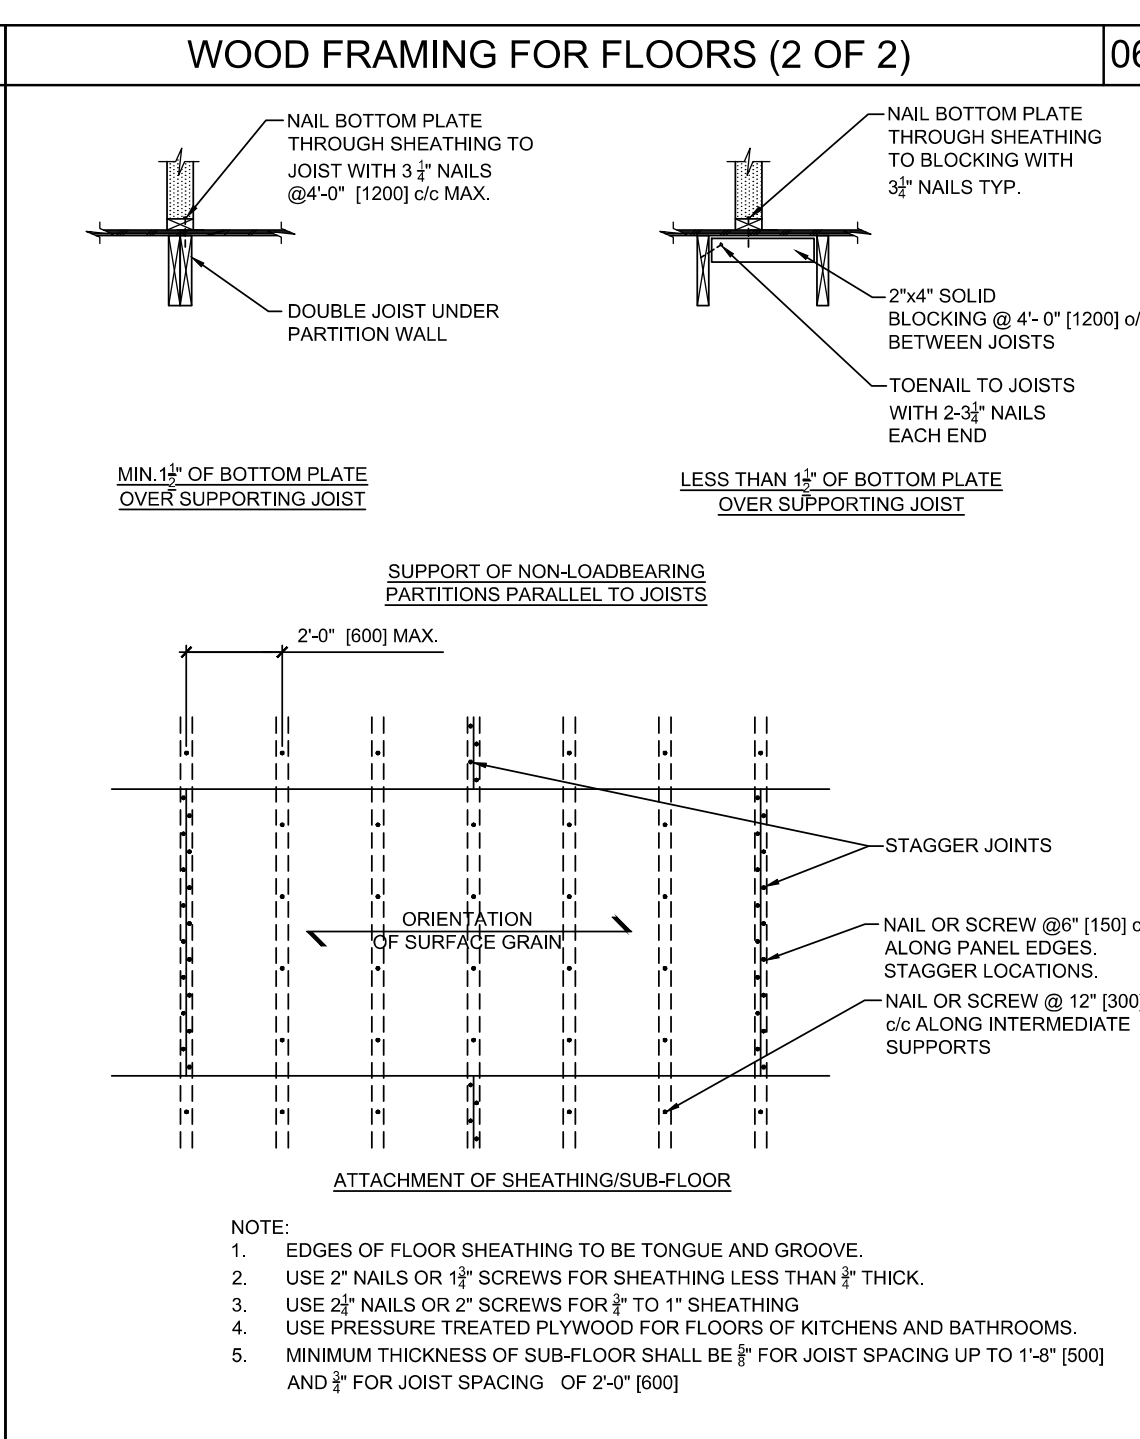 WOOD FRAMING FOR FLOORS (2 OF 2)
06
NAIL BOTTOM PLATE
THROUGH SHEATHING TO
JOIST WITH 3 1/4" NAILS
@4'-0" [1200] c/c MAX.
DOUBLE JOIST UNDER
PARTITION WALL
MIN.1 1/2" OF BOTTOM PLATE
OVER SUPPORTING JOIST
NAIL BOTTOM PLATE
THROUGH SHEATHING
TO BLOCKING WITH
3 1/4" NAILS TYP.
2"x4" SOLID
BLOCKING @ 4'- 0" [1200] o/
BETWEEN JOISTS
TOENAIL TO JOISTS
WITH 2-3 1/4" NAILS
EACH END
LESS THAN 1 1/2" OF BOTTOM PLATE
OVER SUPPORTING JOIST
SUPPORT OF NON-LOADBEARING
PARTITIONS PARALLEL TO JOISTS
2'-0" [600] MAX.
STAGGER JOINTS
ORIENTATION
OF SURFACE GRAIN
NAIL OR SCREW @6" [150] c
ALONG PANEL EDGES.
STAGGER LOCATIONS.
NAIL OR SCREW @ 12" [300]
c/c ALONG INTERMEDIATE
SUPPORTS
ATTACHMENT OF SHEATHING/SUB-FLOOR
NOTE:
1. EDGES OF FLOOR SHEATHING TO BE TONGUE AND GROOVE.
2. USE 2" NAILS OR 1 3/4" SCREWS FOR SHEATHING LESS THAN 3/4" THICK.
3. USE 2 1/4" NAILS OR 2" SCREWS FOR 3/4" TO 1" SHEATHING
4. USE PRESSURE TREATED PLYWOOD FOR FLOORS OF KITCHENS AND BATHROOMS.
5. MINIMUM THICKNESS OF SUB-FLOOR SHALL BE 5/8" FOR JOIST SPACING UP TO 1'-8" [500]
AND 3/4" FOR JOIST SPACING OF 2'-0" [600]